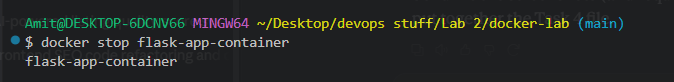 Amit@DESKTOP-6DCNV66 MINGW64 ~/Desktop/devops stuff/Lab 2/docker-lab (main)
$ docker stop flask-app-container
flask-app-container